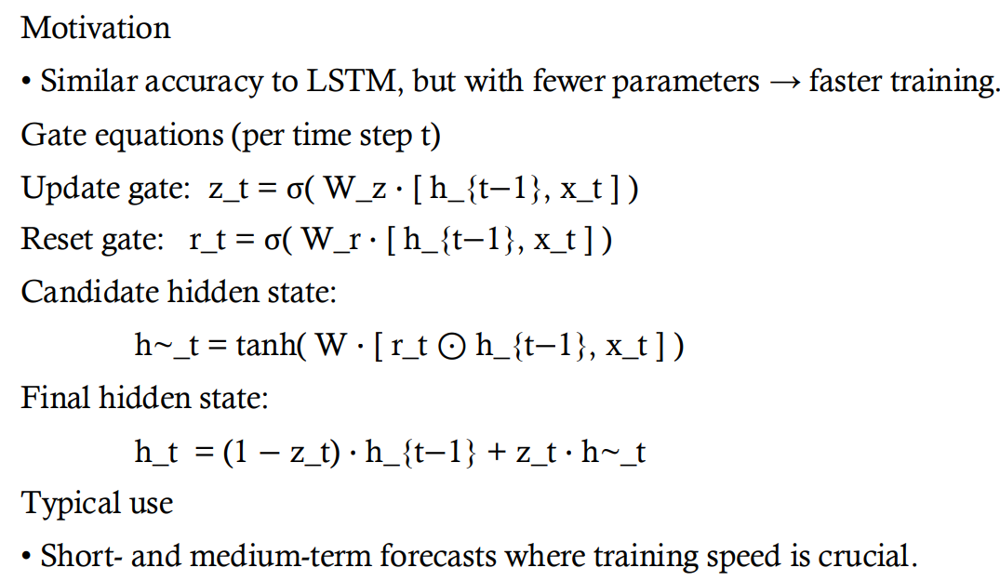 Motivation
• Similar accuracy to LSTM, but with fewer parameters → faster training.
Gate equations (per time step t)
Update gate:  z_t = σ( W_z · [ h_{t−1}, x_t ] )
Reset gate:   r_t = σ( W_r · [ h_{t−1}, x_t ] )
Candidate hidden state:
h~_t = tanh( W · [ r_t ⊙ h_{t−1}, x_t ] )
Final hidden state:
h_t  = (1 − z_t) · h_{t−1} + z_t · h~_t
Typical use
• Short- and medium-term forecasts where training speed is crucial.